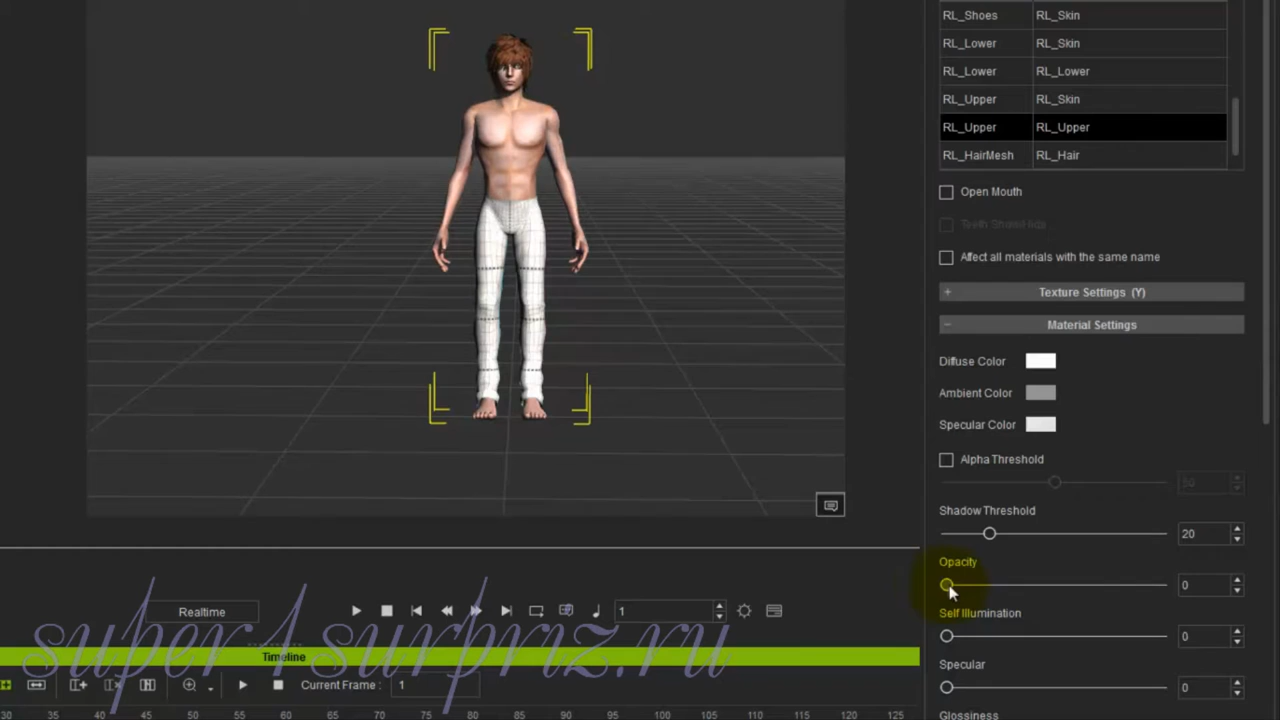 RL_Shoes RL_Skin
RL_Lower RL_Skin
RL_Lower RL_Lower
RL_Upper RL_Skin
RL_Upper RL_Upper
RL_HairMesh RL_Hair
Open Mouth
Affect all materials with the same name
+ Texture Settings (Y)
− Material Settings
Diffuse Color
Ambient Color
Specular Color
Alpha Threshold
Shadow Threshold
20
Opacity
0
Self Illumination
0
Specular
0
Glossiness
Realtime
1
super1surpriz.ru
Timeline
Current Frame : 1
30 35 40 45 50 55 60 65 70 75 80 85 90 95 100 105 110 115 120 125